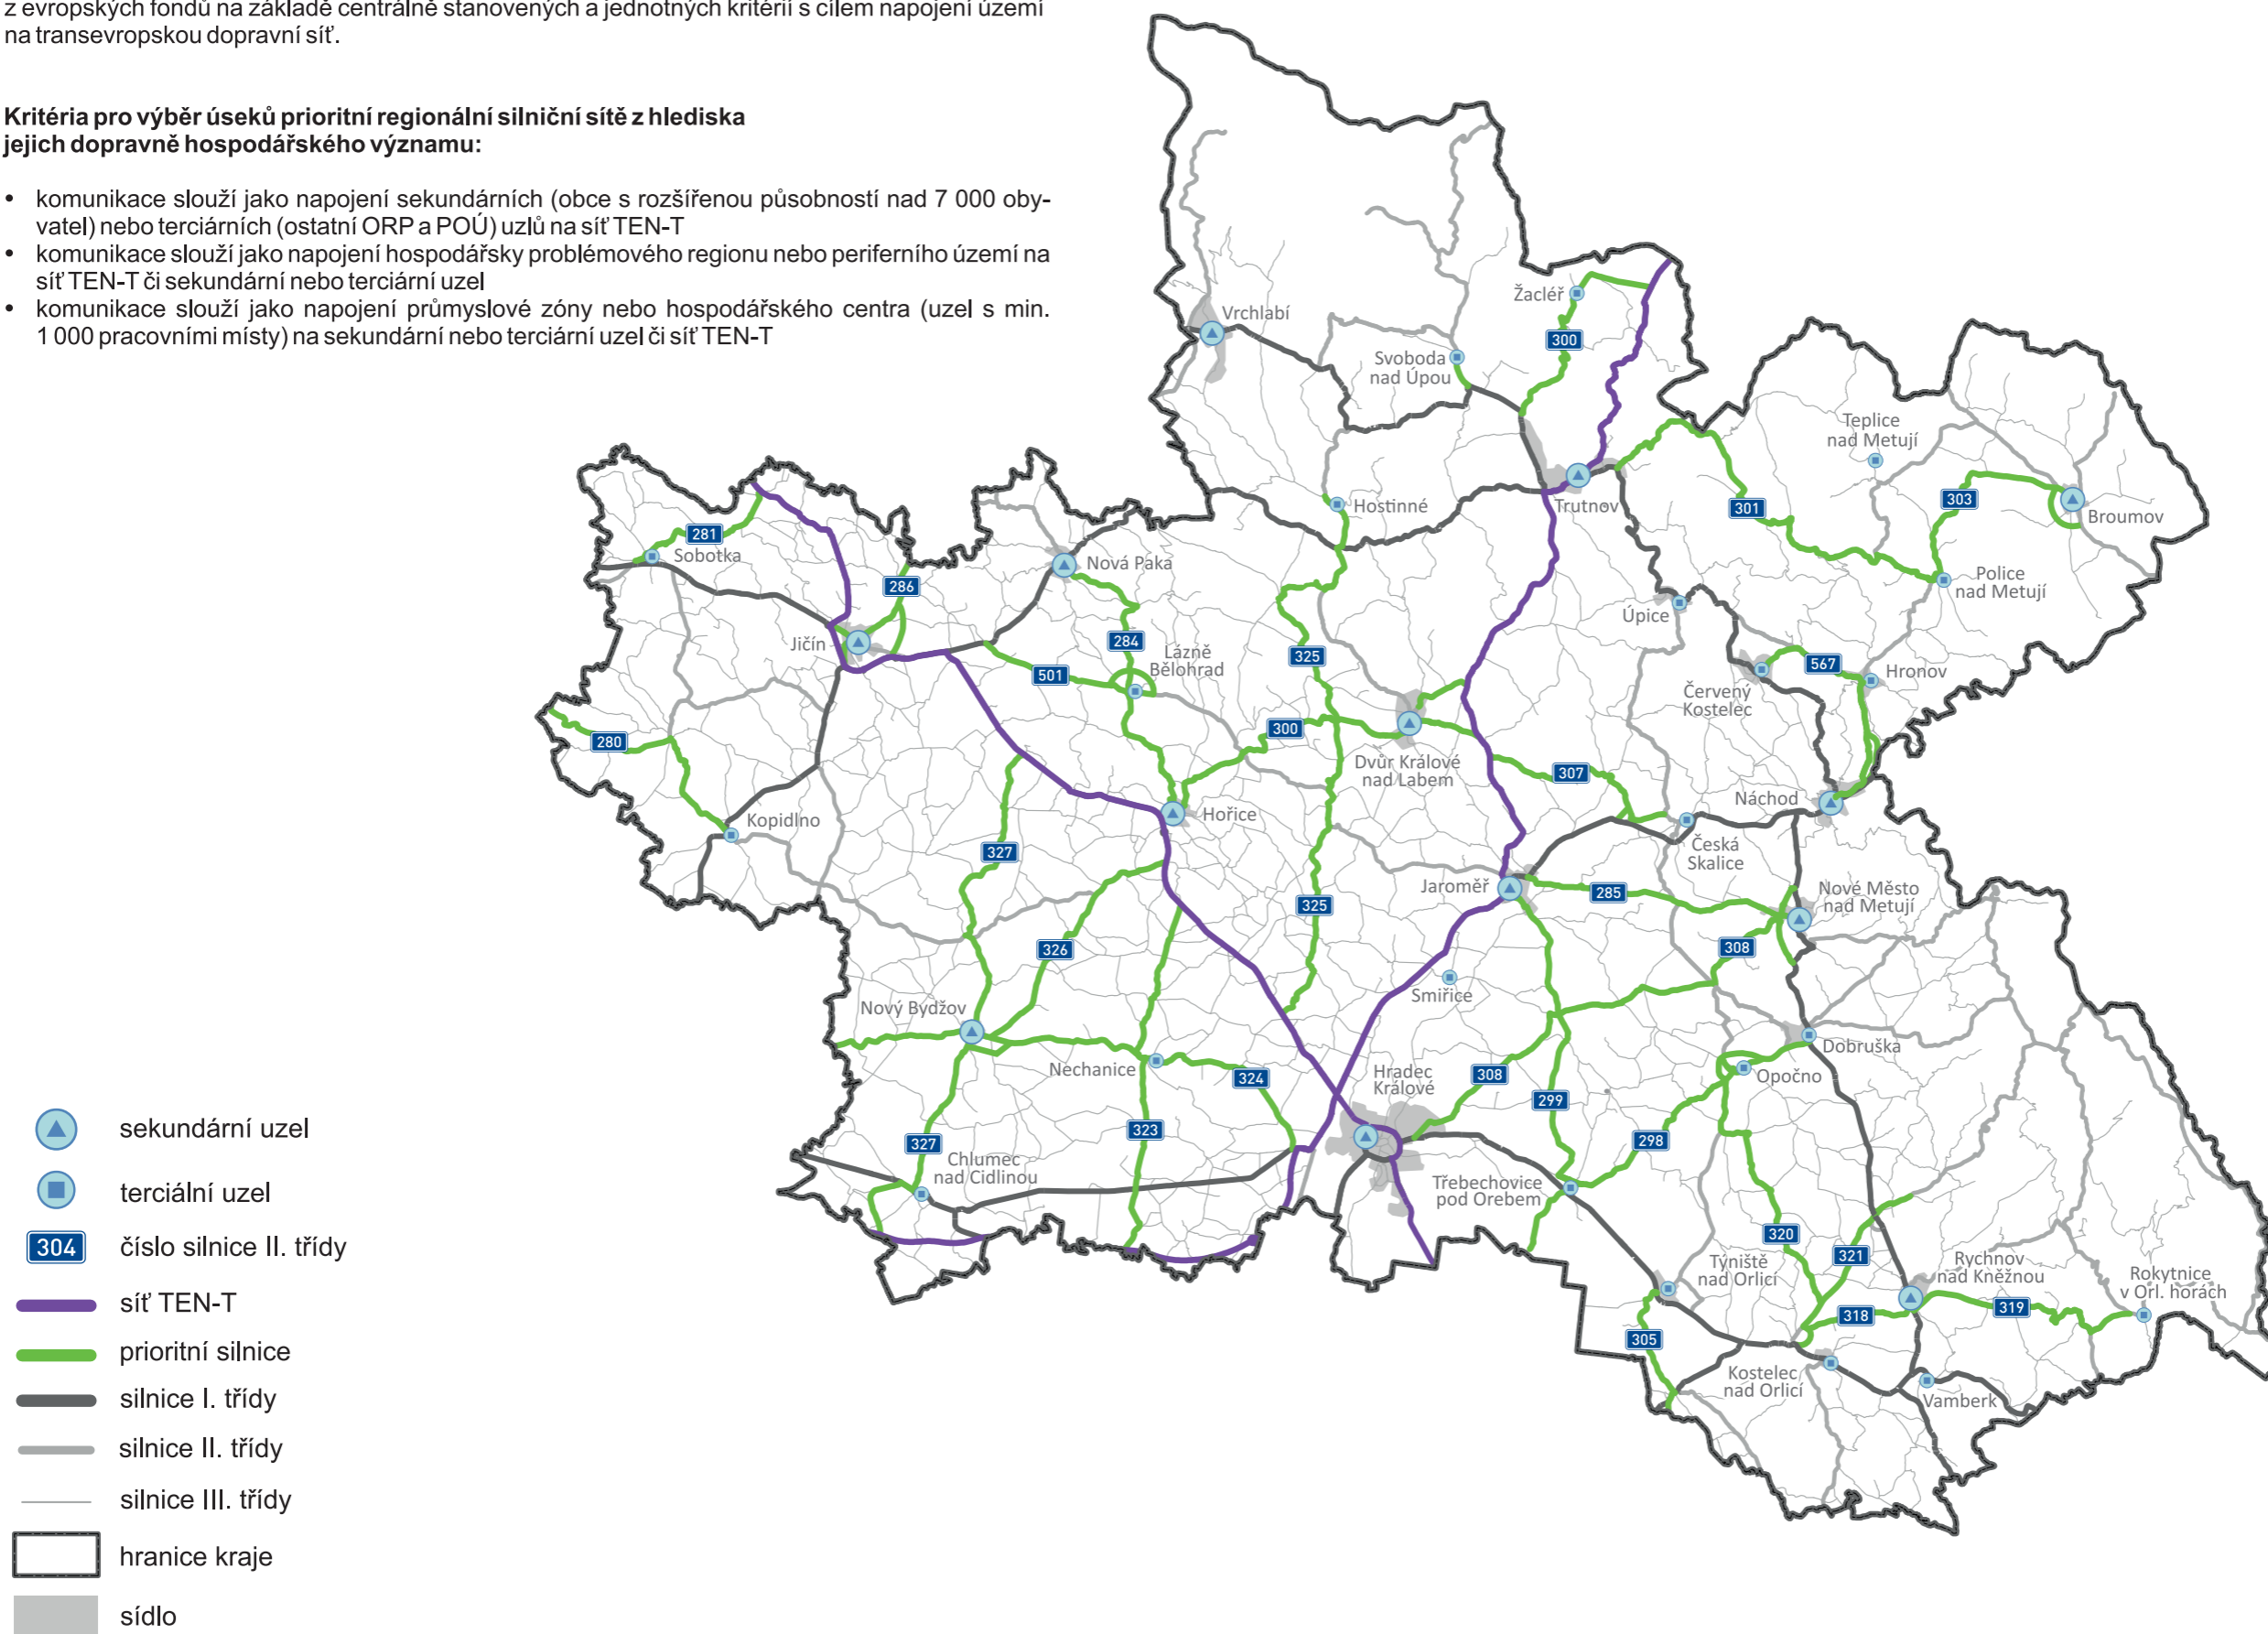 z evropských fondů na základě centrálně stanovených a jednotných kritérií s cílem napojení území
na transevropskou dopravní síť.
Kritéria pro výběr úseků prioritní regionální silniční sítě z hlediska
jejich dopravně hospodářského významu:
• komunikace slouží jako napojení sekundárních (obce s rozšířenou působností nad 7 000 oby-
vatel) nebo terciárních (ostatní ORP a POÚ) uzlů na síť TEN-T
• komunikace slouží jako napojení hospodářsky problémového regionu nebo periferního území na
síť TEN-T či sekundární nebo terciární uzel
• komunikace slouží jako napojení průmyslové zóny nebo hospodářského centra (uzel s min.
1 000 pracovními místy) na sekundární nebo terciární uzel či síť TEN-T
Žacléř
Vrchlabí
300
Svoboda
nad Úpou
Teplice
nad Metují
303
Hostinné
Trutnov
301
Broumov
281
Sobotka
Nová Paka
286
Police
nad Metují
Úpice
Jičín
284
Lázně
Bělohrad
325
501
567
Hronov
Červený
Kostelec
280
300
Dvůr Králové
nad Labem
307
Náchod
Kopidlno
Hořice
327
Česká
Skalice
Jaroměř
285
Nové Město
nad Metují
325
326
308
Smiřice
Nový Bydžov
Dobruška
Nechanice
324
Hradec
Králové
308
Opočno
299
323
298
327
Chlumec
nad Cidlinou
Třebechovice
pod Orebem
320
321
Týniště
nad Orlicí
Rychnov
nad Kněžnou
Rokytnice
v Orl. horách
319
318
305
Kostelec
nad Orlicí
Vamberk
sekundární uzel
terciální uzel
304 číslo silnice II. třídy
síť TEN-T
prioritní silnice
silnice I. třídy
silnice II. třídy
silnice III. třídy
hranice kraje
sídlo